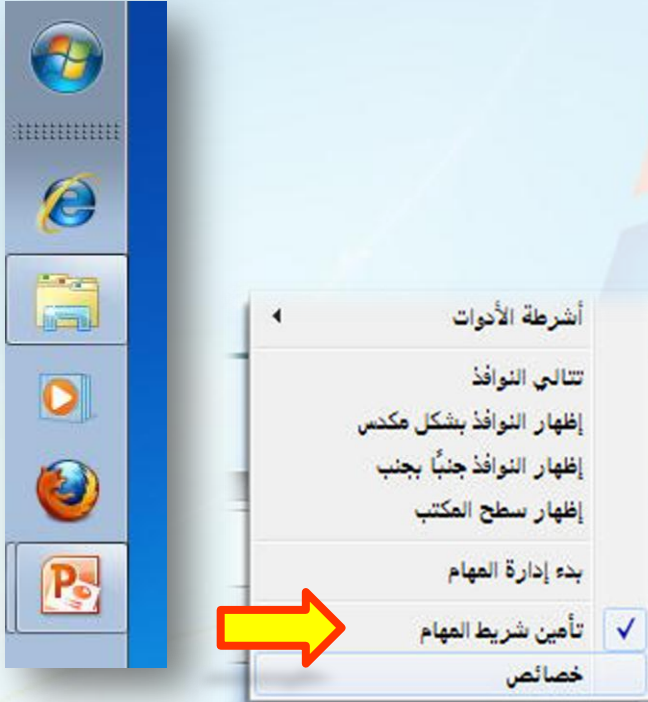 أشرطة الأدوات
تتالي النوافذ
إظهار النوافذ بشكل مكدس
إظهار النوافذ جنبًا بجنب
إظهار سطح المكتب
بدء إدارة المهام
تأمين شريط المهام
خصائص